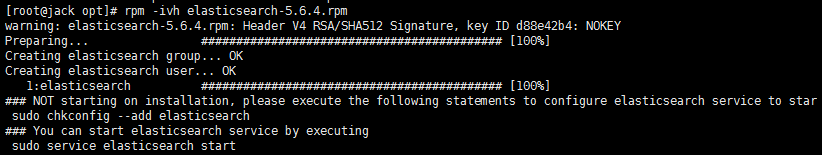 [root@jack opt]# rpm -ivh elasticsearch-5.6.4.rpm
warning: elasticsearch-5.6.4.rpm: Header V4 RSA/SHA512 Signature, key ID d88e42b4: NOKEY
Preparing... ########################################### [100%]
Creating elasticsearch group... OK
Creating elasticsearch user... OK
1:elasticsearch ########################################### [100%]
### NOT starting on installation, please execute the following statements to configure elasticsearch service to star
sudo chkconfig --add elasticsearch
### You can start elasticsearch service by executing
sudo service elasticsearch start